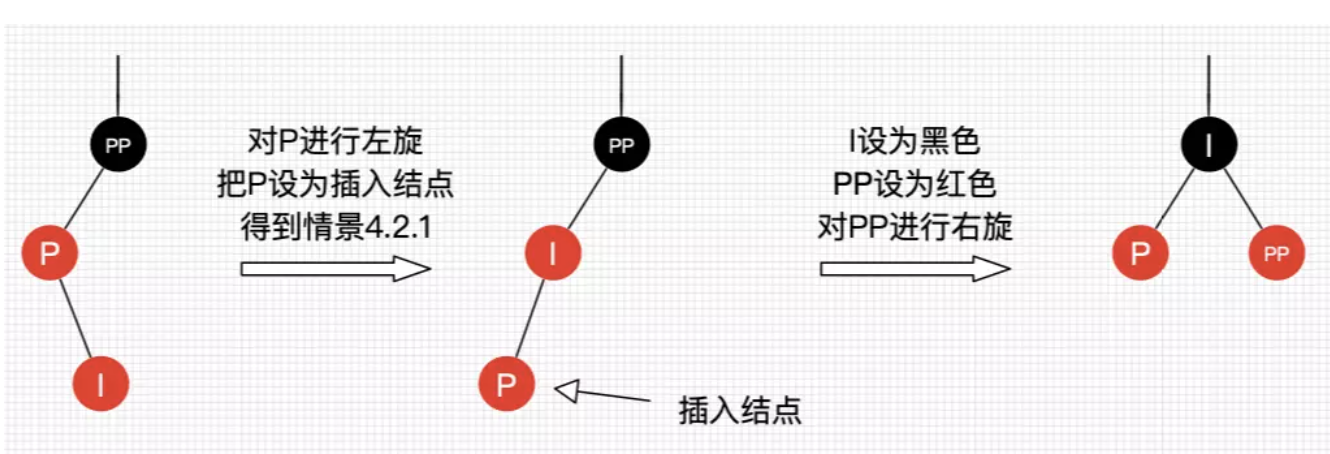 PP
P
I
对P进行左旋
把P设为插入结点
得到情景4.2.1
PP
I
P
插入结点
I设为黑色
PP设为红色
对PP进行右旋
I
P
PP